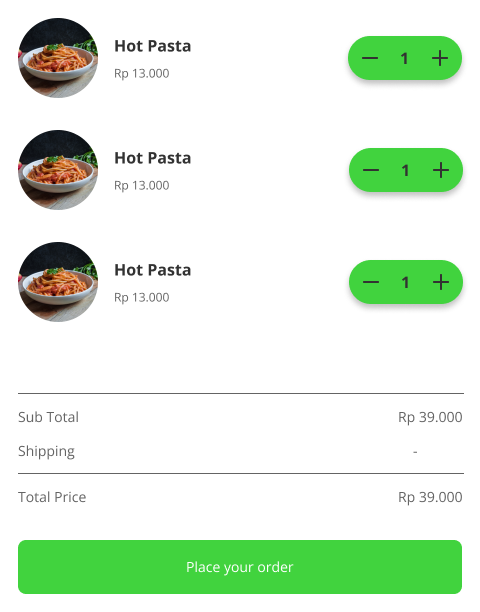 Hot Pasta
Rp 13.000
1
Hot Pasta
Rp 13.000
1
Hot Pasta
Rp 13.000
1
Sub Total Rp 39.000
Shipping -
Total Price Rp 39.000
Place your order